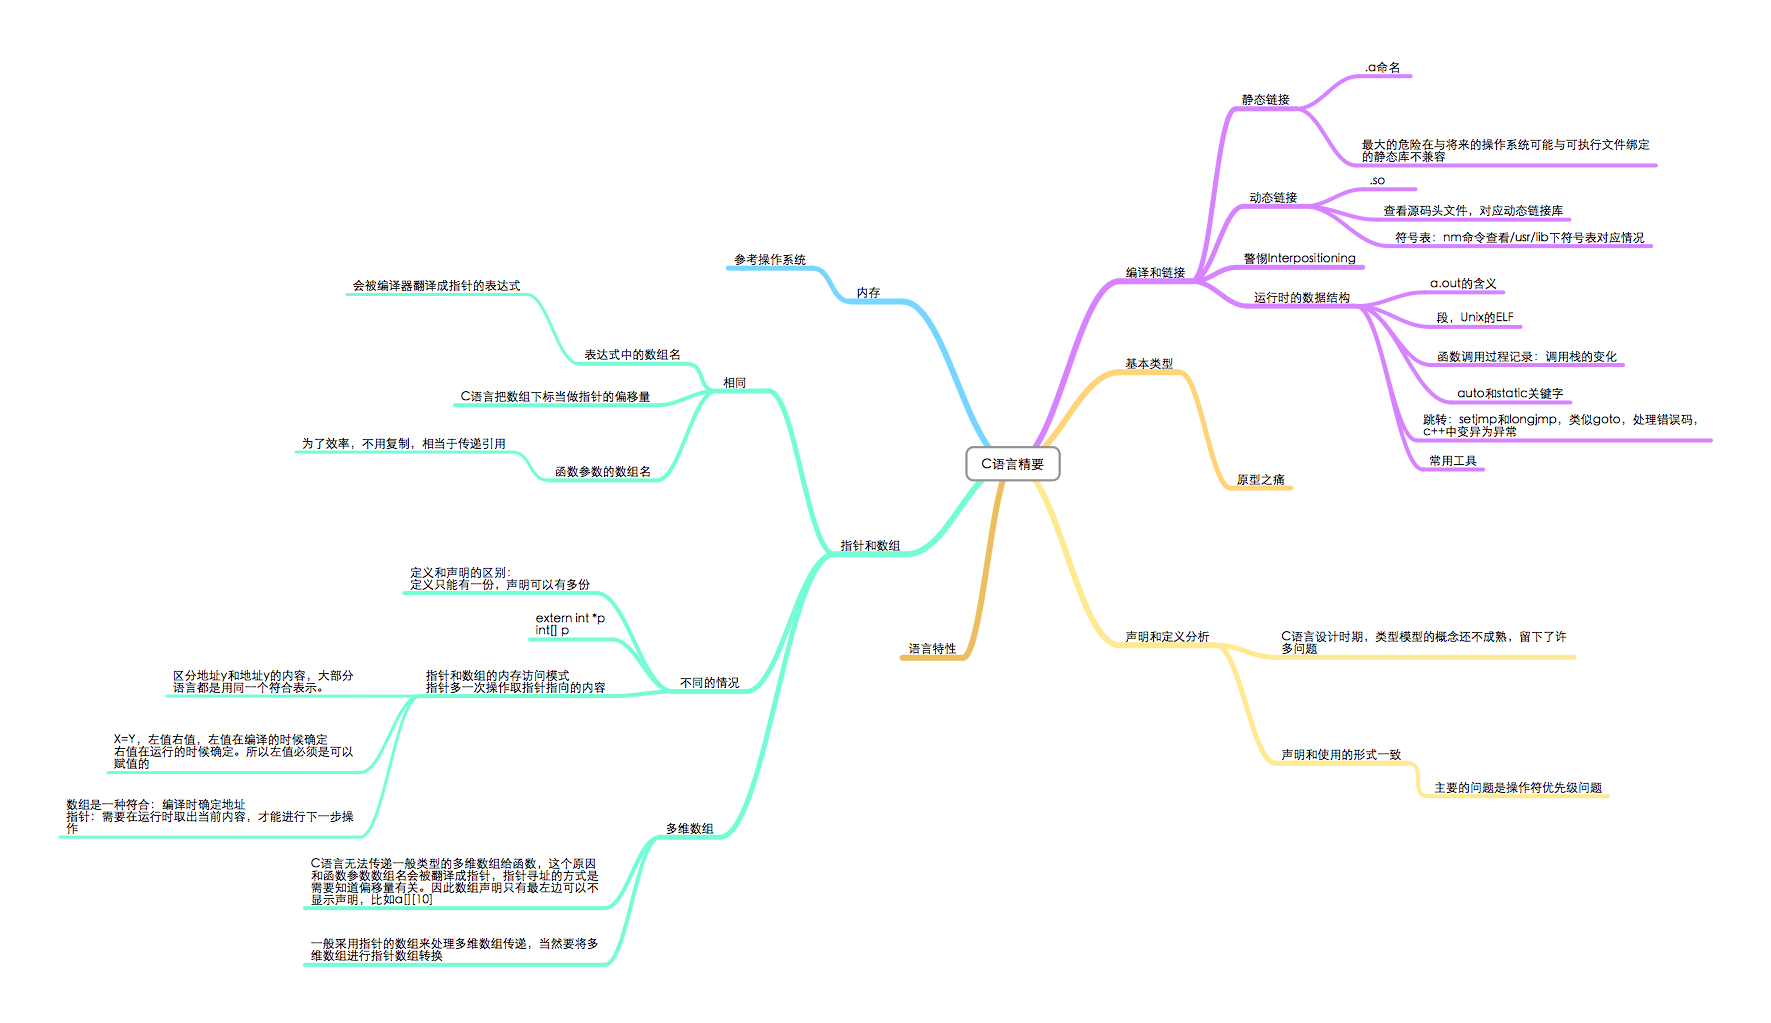 C语言精要
编译和链接
静态链接
.a命名
最大的危险在与将来的操作系统可能与可执行文件绑定
的静态库不兼容
动态链接
.so
查看源码头文件，对应动态链接库
符号表：nm命令查看/usr/lib下符号表对应情况
警惕Interpositioning
运行时的数据结构
a.out的含义
段，Unix的ELF
函数调用过程记录：调用栈的变化
auto和static关键字
跳转：setjmp和longjmp，类似goto，处理错误码，
c++中变异为异常
常用工具
基本类型
原型之痛
声明和定义分析
C语言设计时期，类型模型的概念还不成熟，留下了许
多问题
声明和使用的形式一致
主要的问题是操作符优先级问题
内存
参考操作系统
指针和数组
相同
表达式中的数组名
会被编译器翻译成指针的表达式
C语言把数组下标当做指针的偏移量
函数参数的数组名
为了效率，不用复制，相当于传递引用
不同的情况
定义和声明的区别：
定义只能有一份，声明可以有多份
extern int *p
int[] p
指针和数组的内存访问模式
指针多一次操作取指针指向的内容
区分地址y和地址y的内容，大部分
语言都是用同一个符合表示。
X=Y，左值右值，左值在编译的时候确定
右值在运行的时候确定。所以左值必须是可以
赋值的
数组是一种符合：编译时确定地址
指针：需要在运行时取出当前内容，才能进行下一步操
作
多维数组
C语言无法传递一般类型的多维数组给函数，这个原因
和函数参数数组名会被翻译成指针，指针寻址的方式是
需要知道偏移量有关。因此数组声明只有最左边可以不
显示声明，比如a[][10]
一般采用指针的数组来处理多维数组传递，当然要将多
维数组进行指针数组转换
语言特性